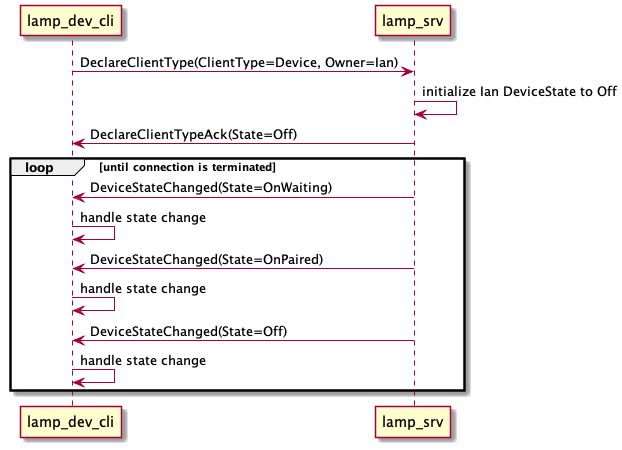 lamp_dev_cli
lamp_srv
DeclareClientType(ClientType=Device, Owner=Ian)
initialize Ian DeviceState to Off
DeclareClientTypeAck(State=Off)
loop [until connection is terminated]
DeviceStateChanged(State=OnWaiting)
handle state change
DeviceStateChanged(State=OnPaired)
handle state change
DeviceStateChanged(State=Off)
handle state change
lamp_dev_cli
lamp_srv